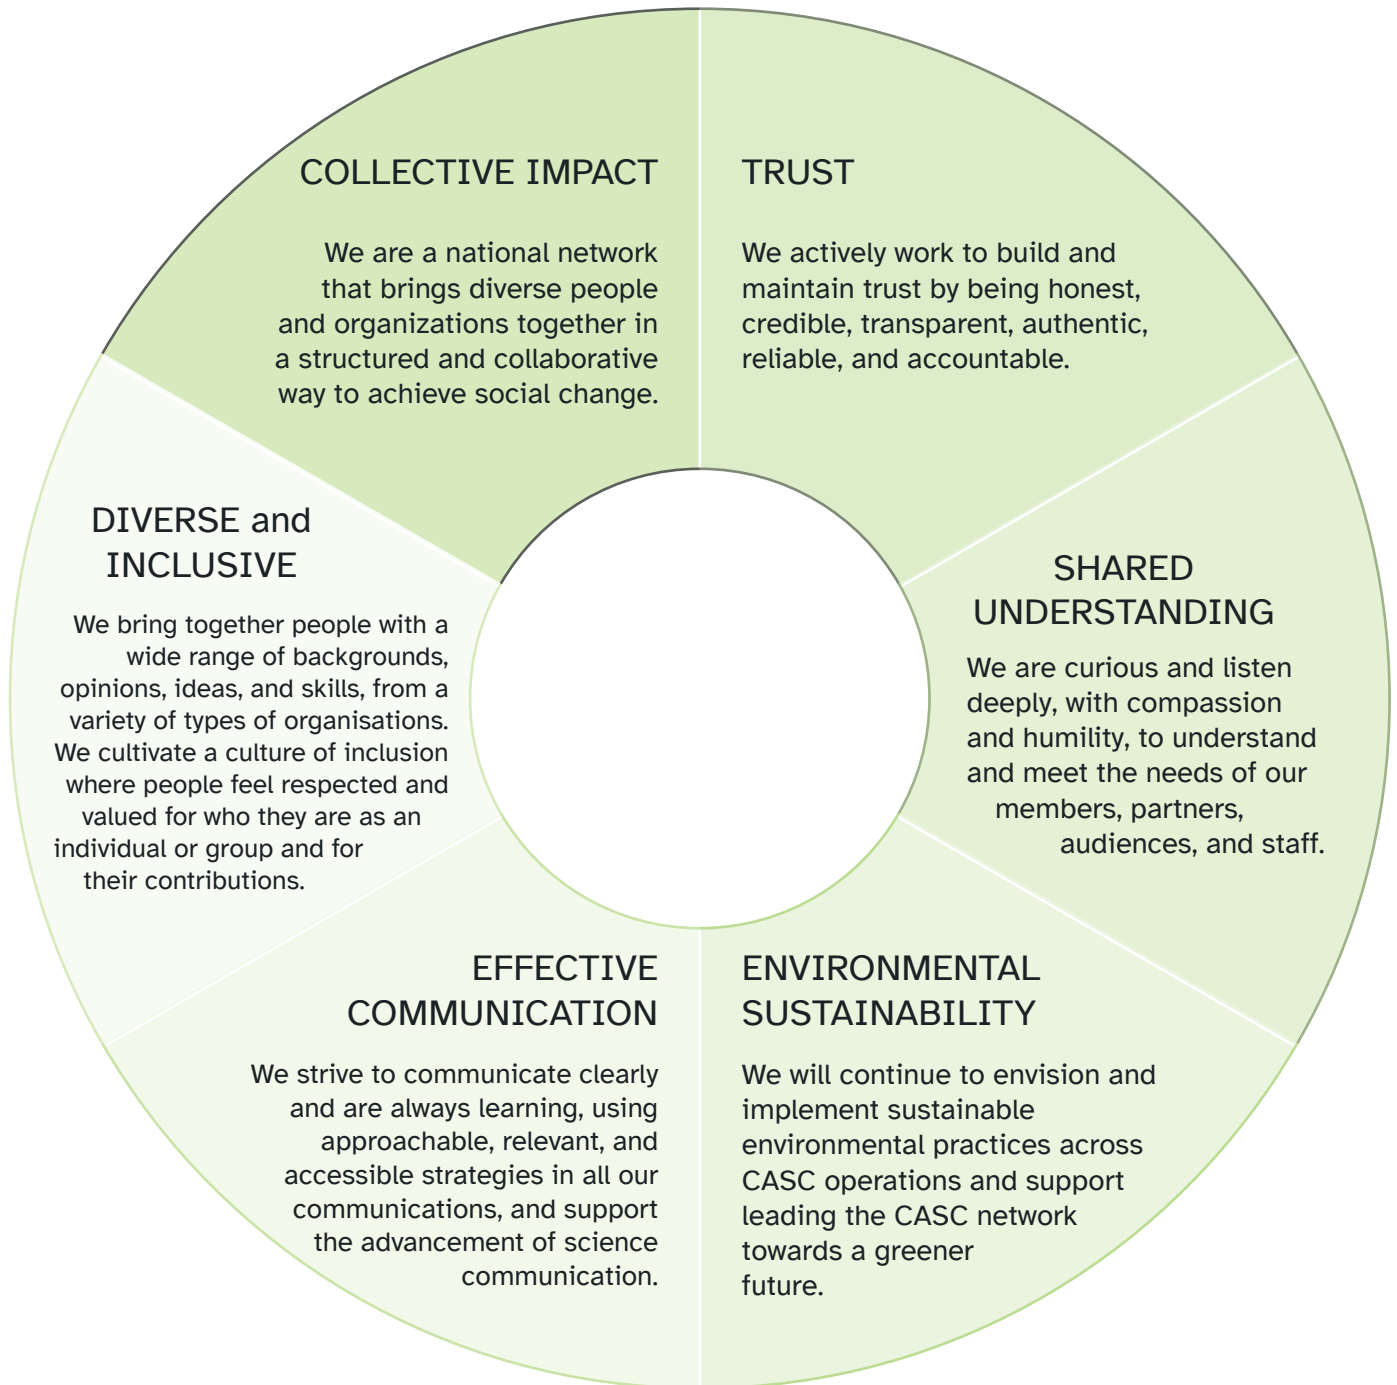 COLLECTIVE IMPACT
We are a national network
that brings diverse people
and organizations together in
a structured and collaborative
way to achieve social change.
TRUST
We actively work to build and
maintain trust by being honest,
credible, transparent, authentic,
reliable, and accountable.
SHARED
UNDERSTANDING
We are curious and listen
deeply, with compassion
and humility, to understand
and meet the needs of our
members, partners,
audiences, and staff.
ENVIRONMENTAL
SUSTAINABILITY
We will continue to envision and
implement sustainable
environmental practices across
CASC operations and support
leading the CASC network
towards a greener
future.
EFFECTIVE
COMMUNICATION
We strive to communicate clearly
and are always learning, using
approachable, relevant, and
accessible strategies in all our
communications, and support
the advancement of science
communication.
DIVERSE and
INCLUSIVE
We bring together people with a
wide range of backgrounds,
opinions, ideas, and skills, from a
variety of types of organisations.
We cultivate a culture of inclusion
where people feel respected and
valued for who they are as an
individual or group and for
their contributions.